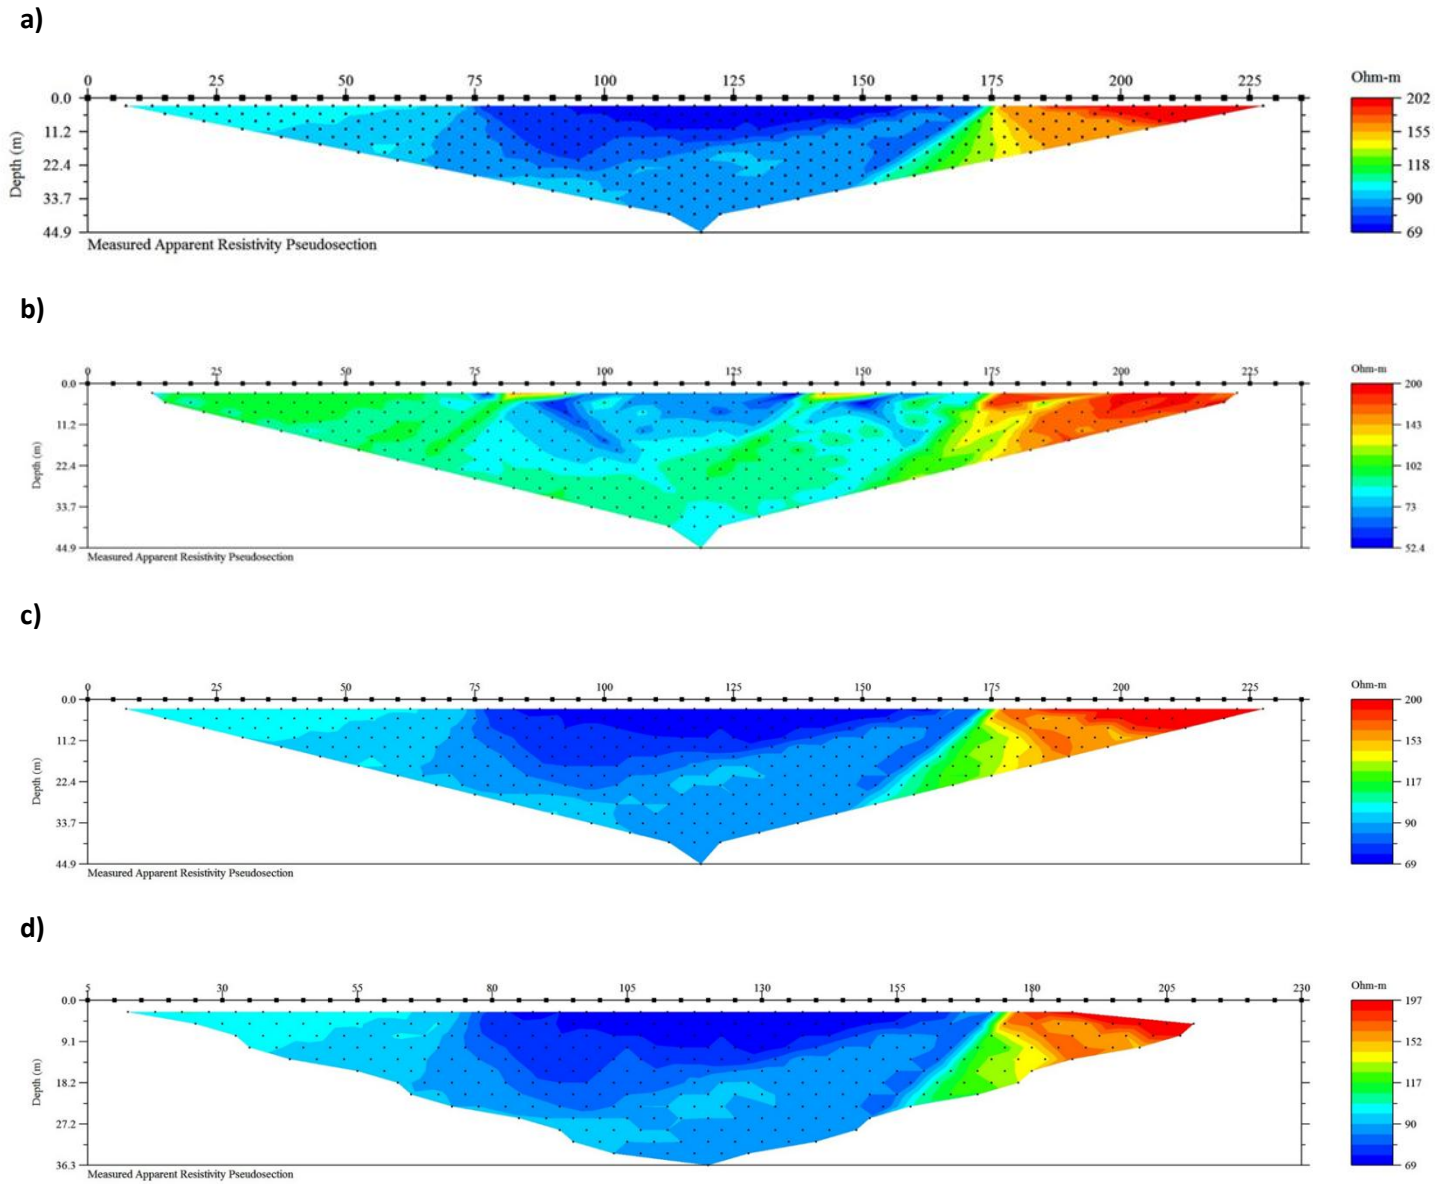 a)
0 25 50 75 100 125 150 175 200 225
Ohm-m
0.0
11.2
22.4
33.7
44.9
Depth (m)
202
155
118
90
69
Measured Apparent Resistivity Pseudosection
b)
0 25 50 75 100 125 150 175 200 225
Ohm-m
0.0
11.2
22.4
33.7
44.9
Depth (m)
200
143
102
73
52.4
Measured Apparent Resistivity Pseudosection
c)
0 25 50 75 100 125 150 175 200 225
Ohm-m
0.0
11.2
22.4
33.7
44.9
Depth (m)
200
153
117
90
69
Measured Apparent Resistivity Pseudosection
d)
5 30 55 80 105 130 155 180 205 230
Ohm-m
0.0
9.1
18.2
27.2
36.3
Depth (m)
197
152
117
90
69
Measured Apparent Resistivity Pseudosection